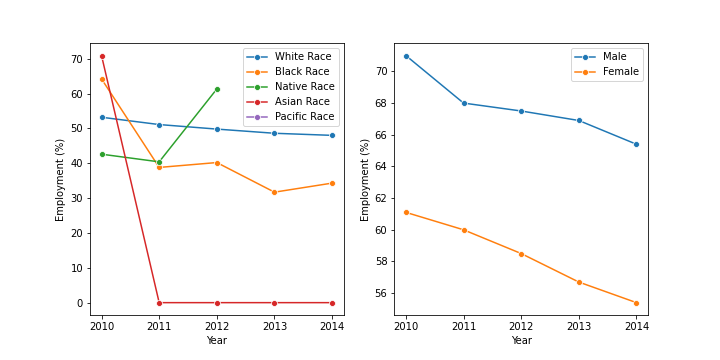 White Race
Black Race
Native Race
Asian Race
Pacific Race
70
60
50
40
30
20
10
0
Employment (%)
2010 2011 2012 2013 2014
Year
Male
Female
70
68
66
64
62
60
58
56
Employment (%)
2010 2011 2012 2013 2014
Year